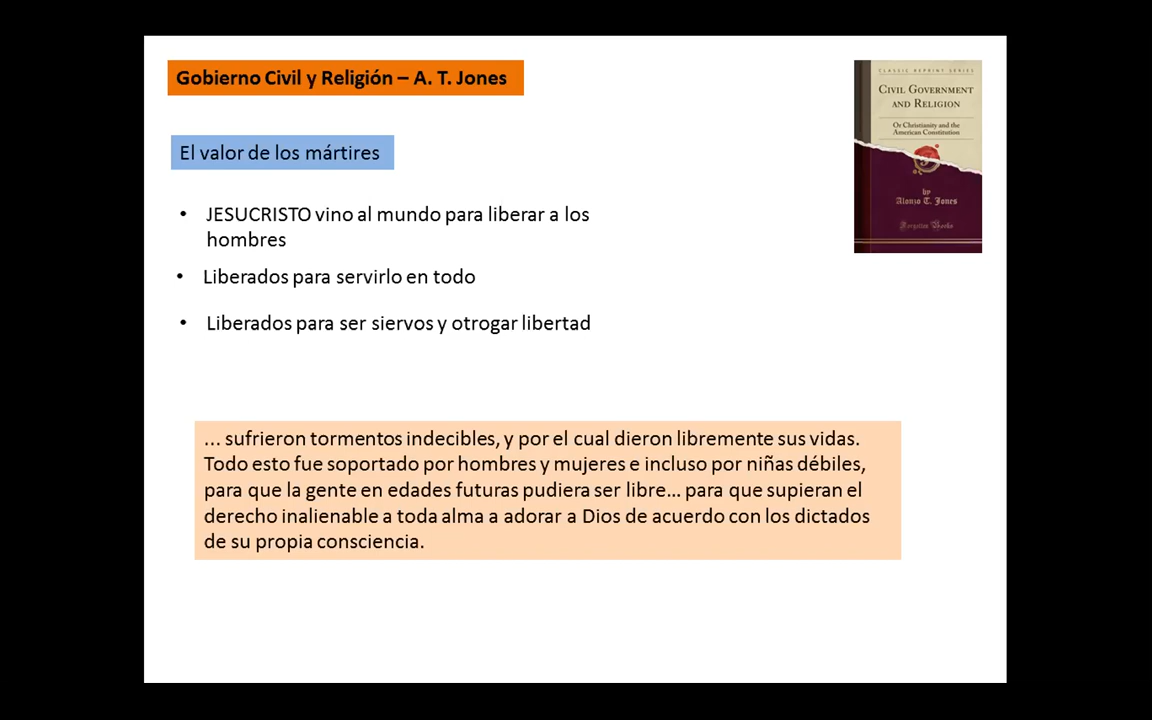 Gobierno Civil y Religión – A. T. Jones
CLASSIC REPRINT SERIES
CIVIL GOVERNMENT
AND RELIGION
Or Christianity and the
American Constitution
by
Alonzo T. Jones
Forgotten Books
El valor de los mártires
• JESUCRISTO vino al mundo para liberar a los
hombres
• Liberados para servirlo en todo
• Liberados para ser siervos y otrogar libertad
... sufrieron tormentos indecibles, y por el cual dieron libremente sus vidas.
Todo esto fue soportado por hombres y mujeres e incluso por niñas débiles,
para que la gente en edades futuras pudiera ser libre... para que supieran el
derecho inalienable a toda alma a adorar a Dios de acuerdo con los dictados
de su propia consciencia.